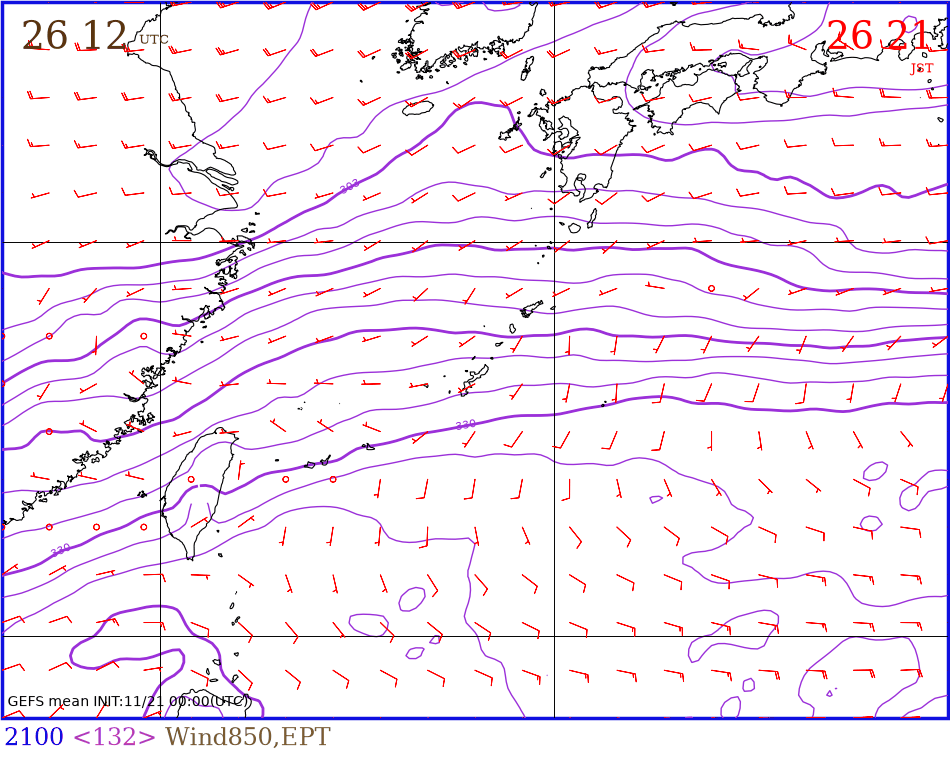 26 12 UTC
26 21
JST
303
330
330
GEFS mean INIT:11/21 00:00(UTC)
2100 <132> Wind850,EPT